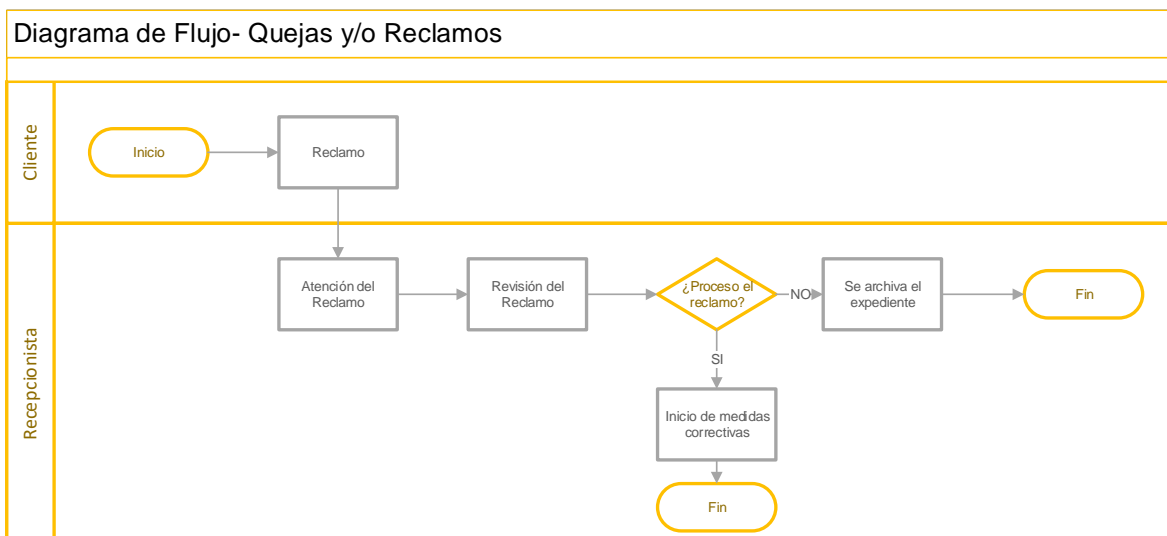 Diagrama de Flujo- Quejas y/o Reclamos
Cliente
Inicio
Reclamo
Recepcionista
Atención del
Reclamo
Revisión del
Reclamo
¿Proceso el
reclamo?
NO
Se archiva el
expediente
Fin
SI
Inicio de medidas
correctivas
Fin